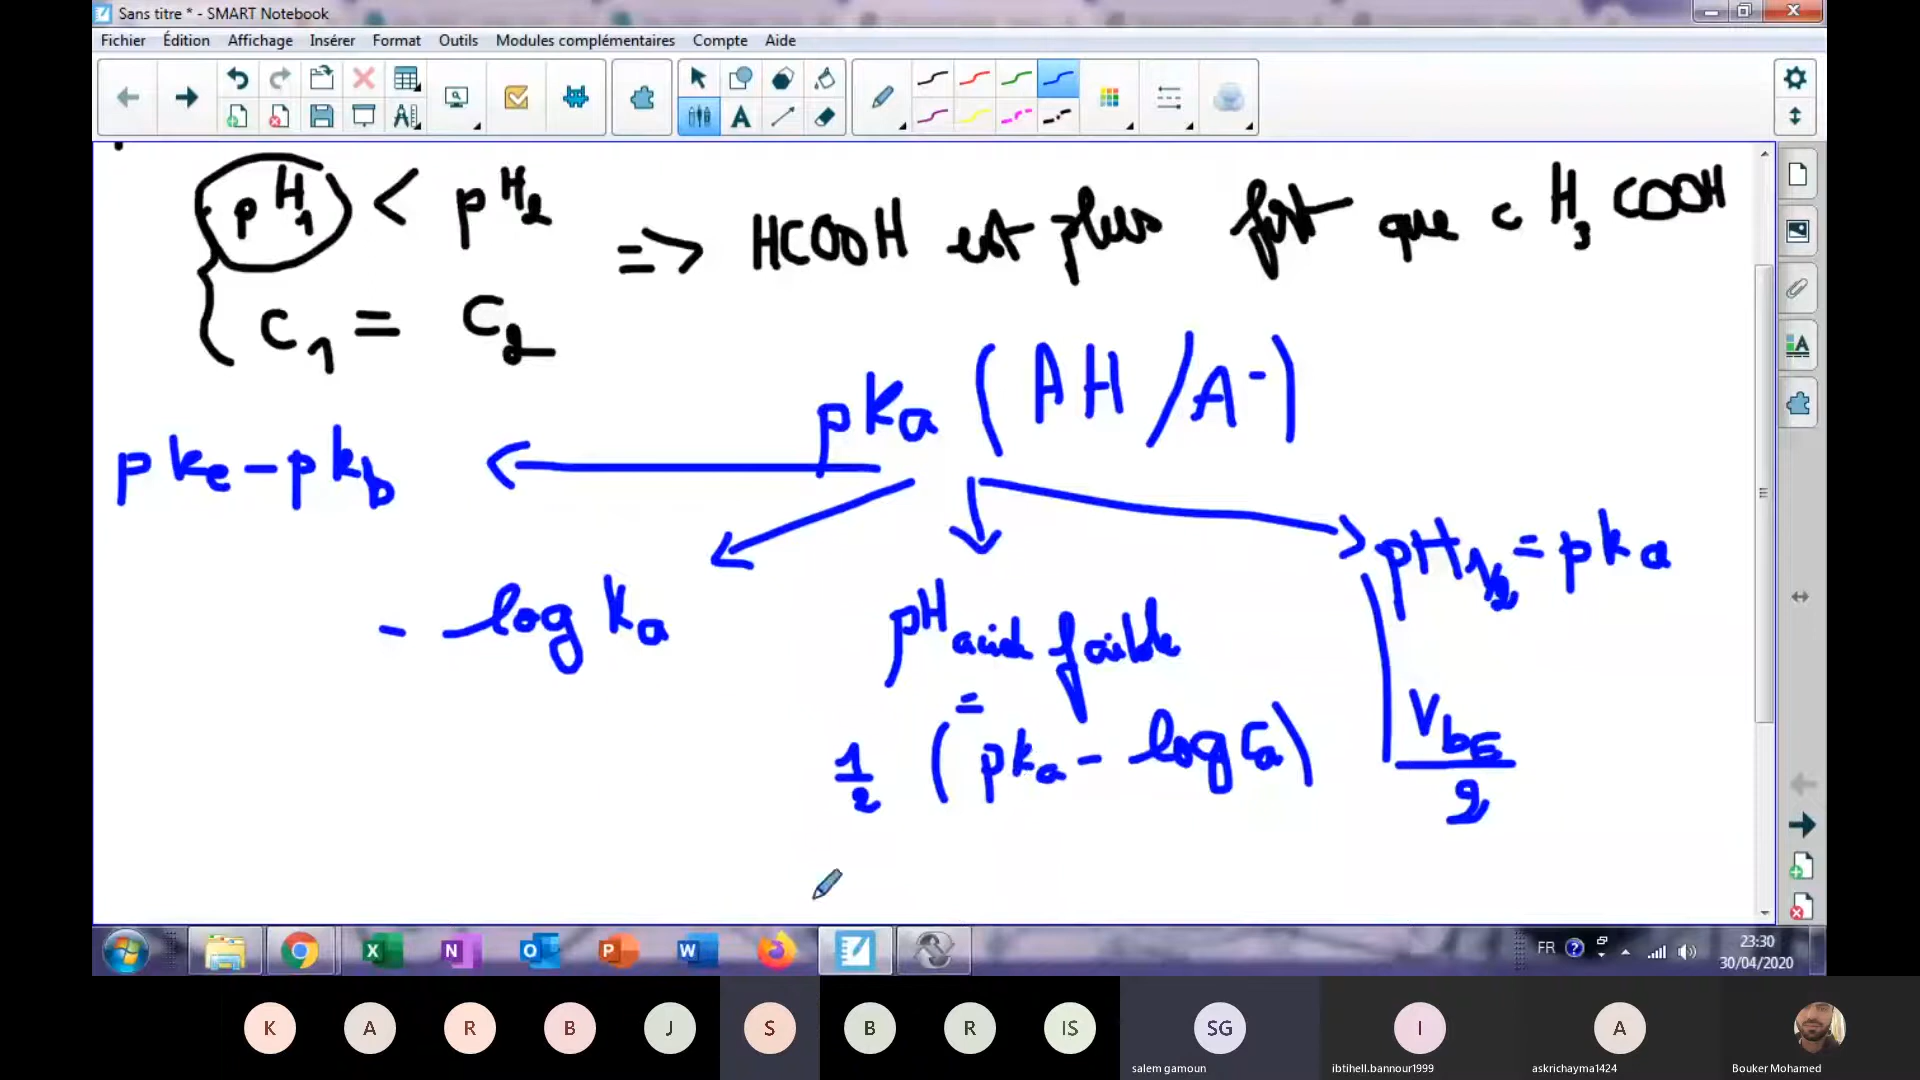 Sans titre * - SMART Notebook
Fichier Édition Affichage Insérer Format Outils Modules complémentaires Compte Aide
pH₁ < pH₂
=> HCOOH est plus fort que CH₃COOH
C₁ = C₂
pka (AH/A⁻)
pke - pkb
- log ka
pH acide faible
=
1/2 (pka - log Ca)
pH1/2 = pka
VbE
2
FR
23:30
30/04/2020
K A R B J S B R IS SG I A
salem gamoun
ibtihell.bannour1999
askrichayma1424
Bouker Mohamed